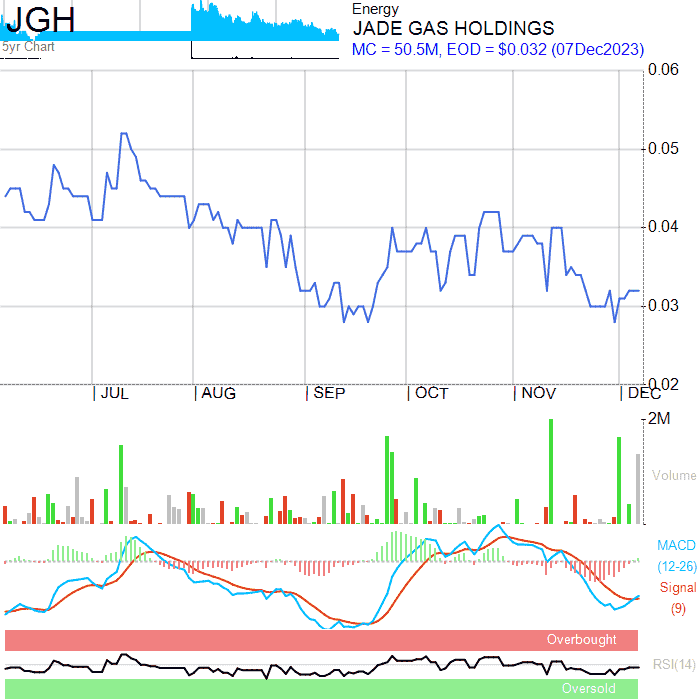 JGH
5yr Chart
Energy
JADE GAS HOLDINGS
MC = 50.5M, EOD = $0.032 (07Dec2023)
0.06
0.05
0.04
0.03
0.02
JUL AUG SEP OCT NOV DEC
2M
Volume
MACD
(12-26)
Signal
(9)
Overbought
RSI(14)
Oversold